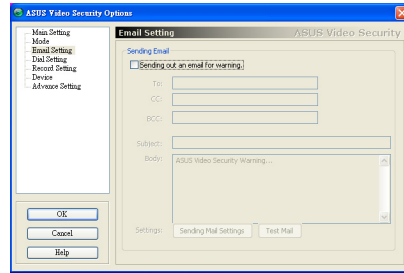 ASUS Video Security Options
Main Setting
Mode
Email Setting
Dial Setting
Record Setting
Device
Advance Setting
OK
Cancel
Help
Email Setting
ASUS Video Security
Sending Email
Sending out an email for warning.
To:
CC:
BCC:
Subject:
Body:
ASUS Video Security Warning...
Settings:
Sending Mail Settings
Test Mail